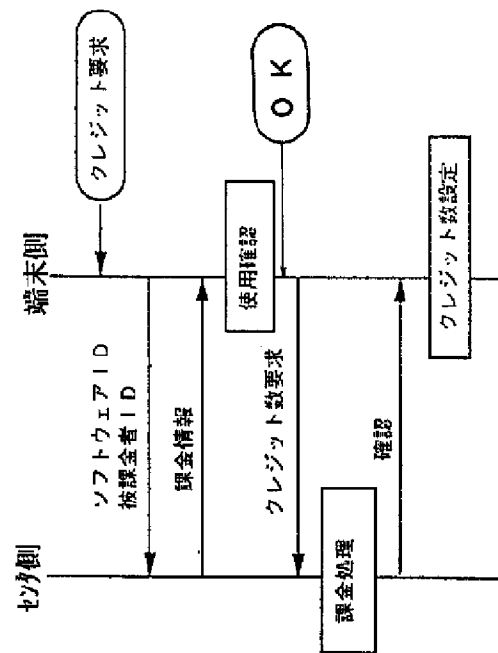 センタ側
端末側
クレジット要求
ソフトウェアID
被課金者ID
課金情報
使用確認
OK
クレジット数要求
課金処理
確認
クレジット数設定